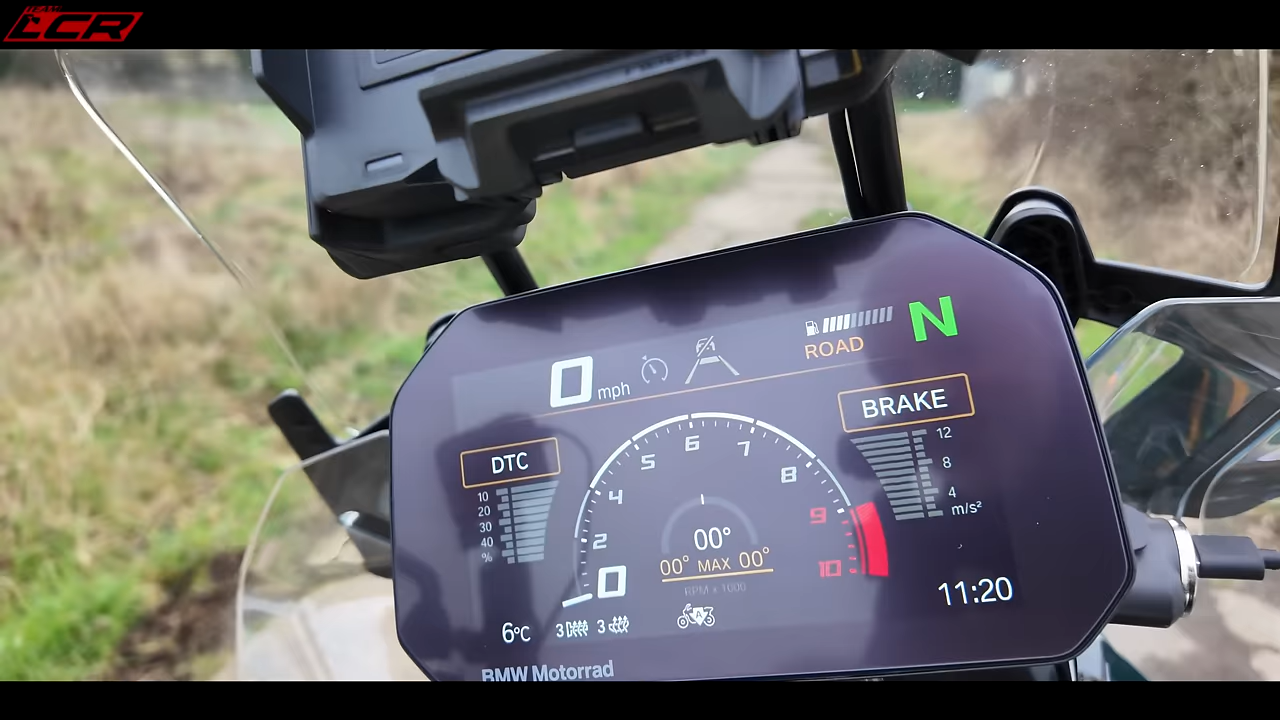 TEAM
LCR
0 mph
ROAD
N
DTC
BRAKE
10
20
30
40
%
0
2
4
5
6
7
8
9
10
00°
00° MAX 00°
RPM x 1000
12
8
4
m/s²
11:20
6°C
3
3
A
BMW Motorrad